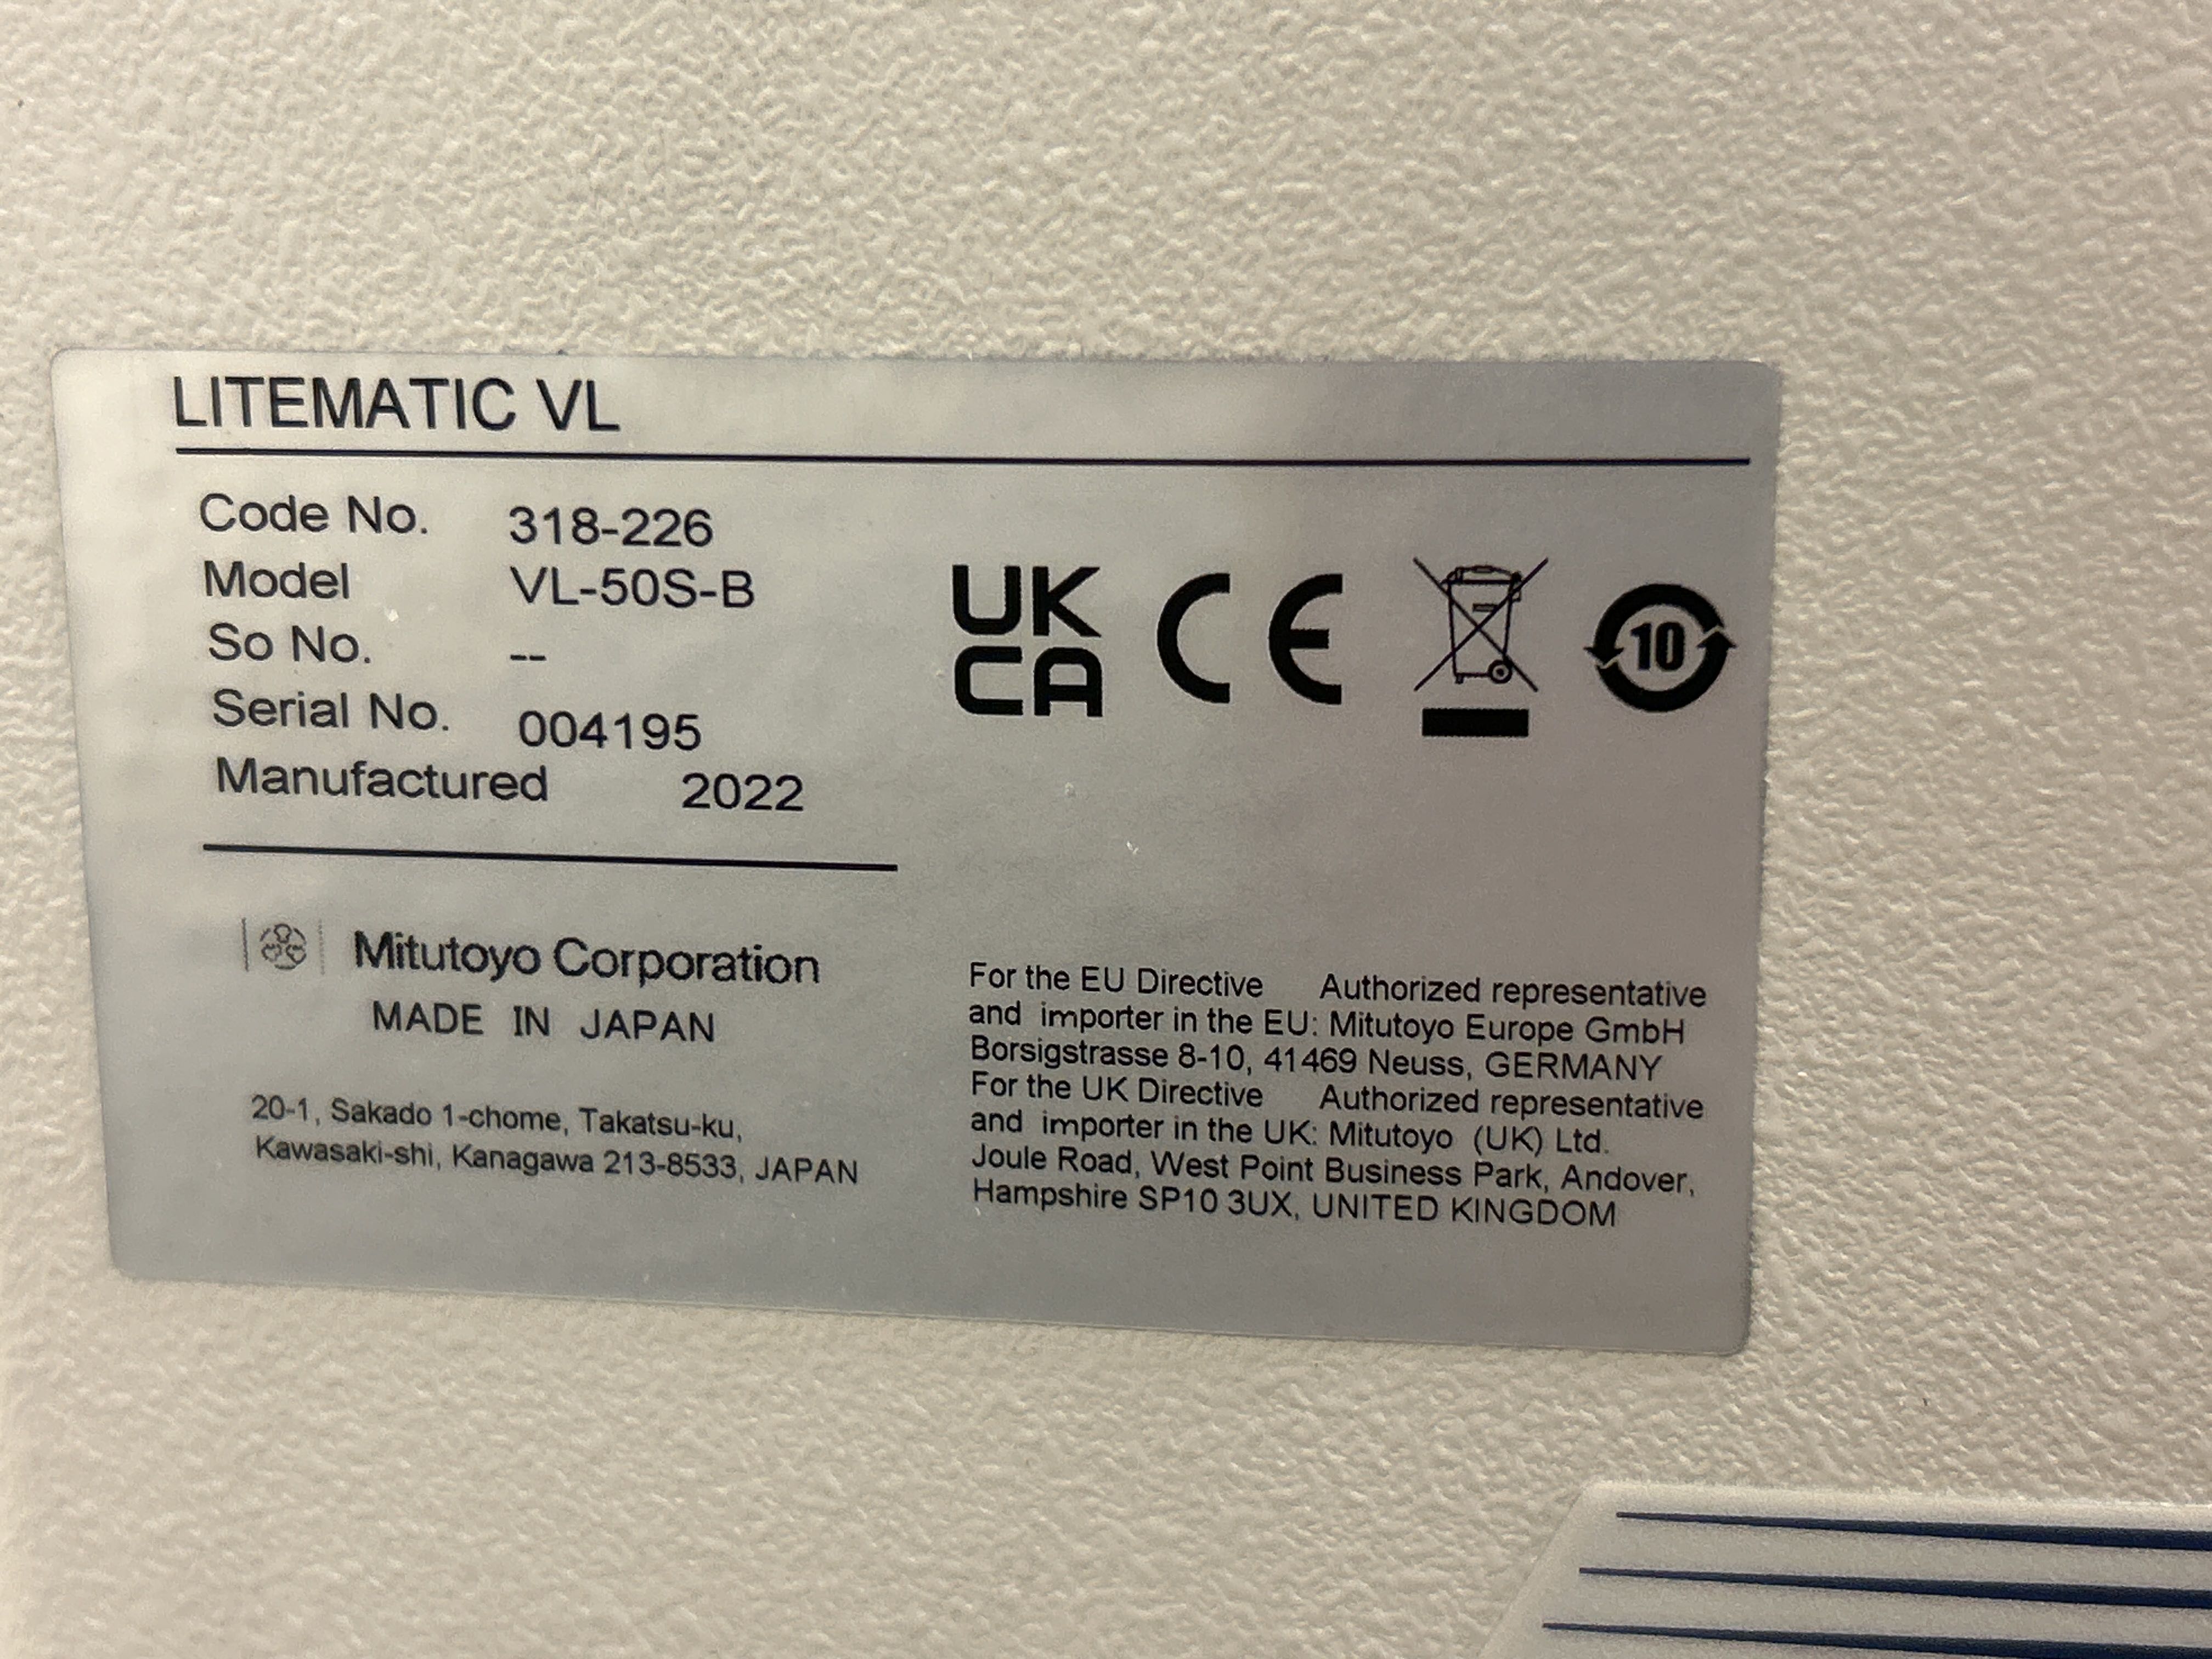 LITEMATIC VL
Code No. 318-226
Model VL-50S-B
So No. --
Serial No. 004195
Manufactured 2022
UK
CA
CE
10
Mitutoyo Corporation
MADE IN JAPAN
20-1, Sakado 1-chome, Takatsu-ku,
Kawasaki-shi, Kanagawa 213-8533, JAPAN
For the EU Directive Authorized representative
and importer in the EU: Mitutoyo Europe GmbH
Borsigstrasse 8-10, 41469 Neuss, GERMANY
For the UK Directive Authorized representative
and importer in the UK: Mitutoyo (UK) Ltd.
Joule Road, West Point Business Park, Andover,
Hampshire SP10 3UX, UNITED KINGDOM